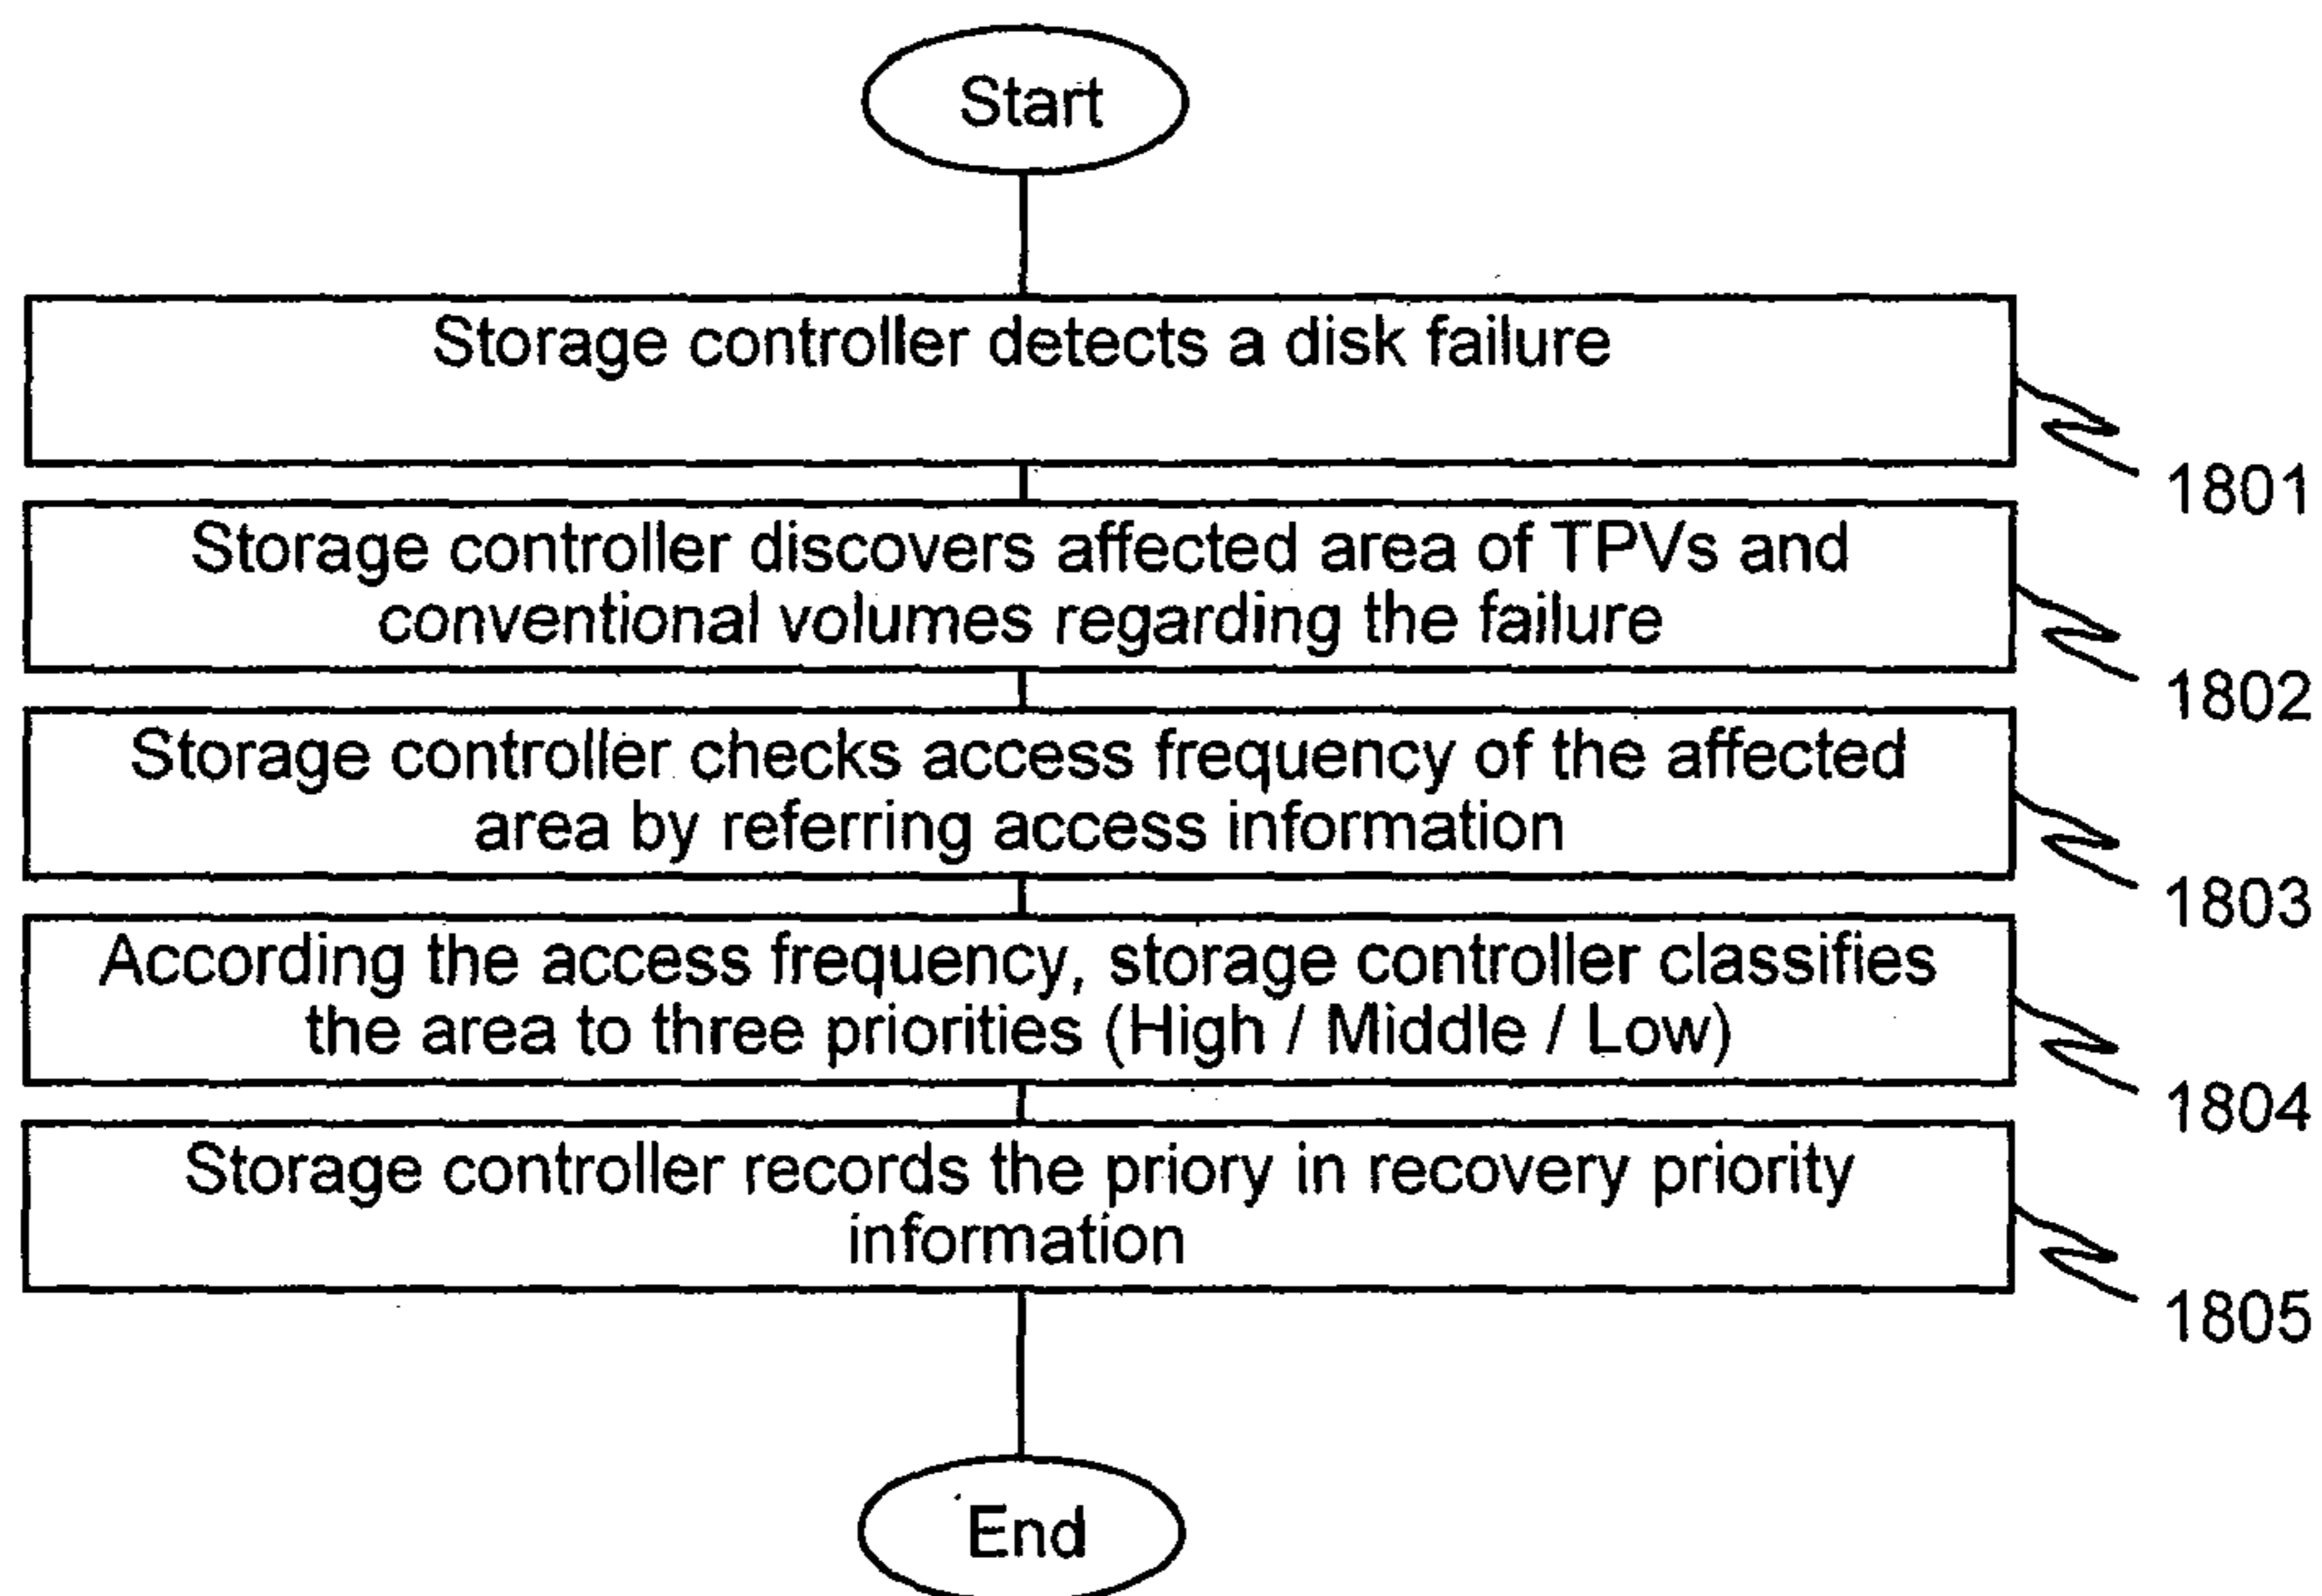 Start
Storage controller detects a disk failure
1801
Storage controller discovers affected area of TPVs and
conventional volumes regarding the failure
1802
Storage controller checks access frequency of the affected
area by referring access information
1803
According the access frequency, storage controller classifies
the area to three priorities (High / Middle / Low)
1804
Storage controller records the priory in recovery priority
information
1805
End